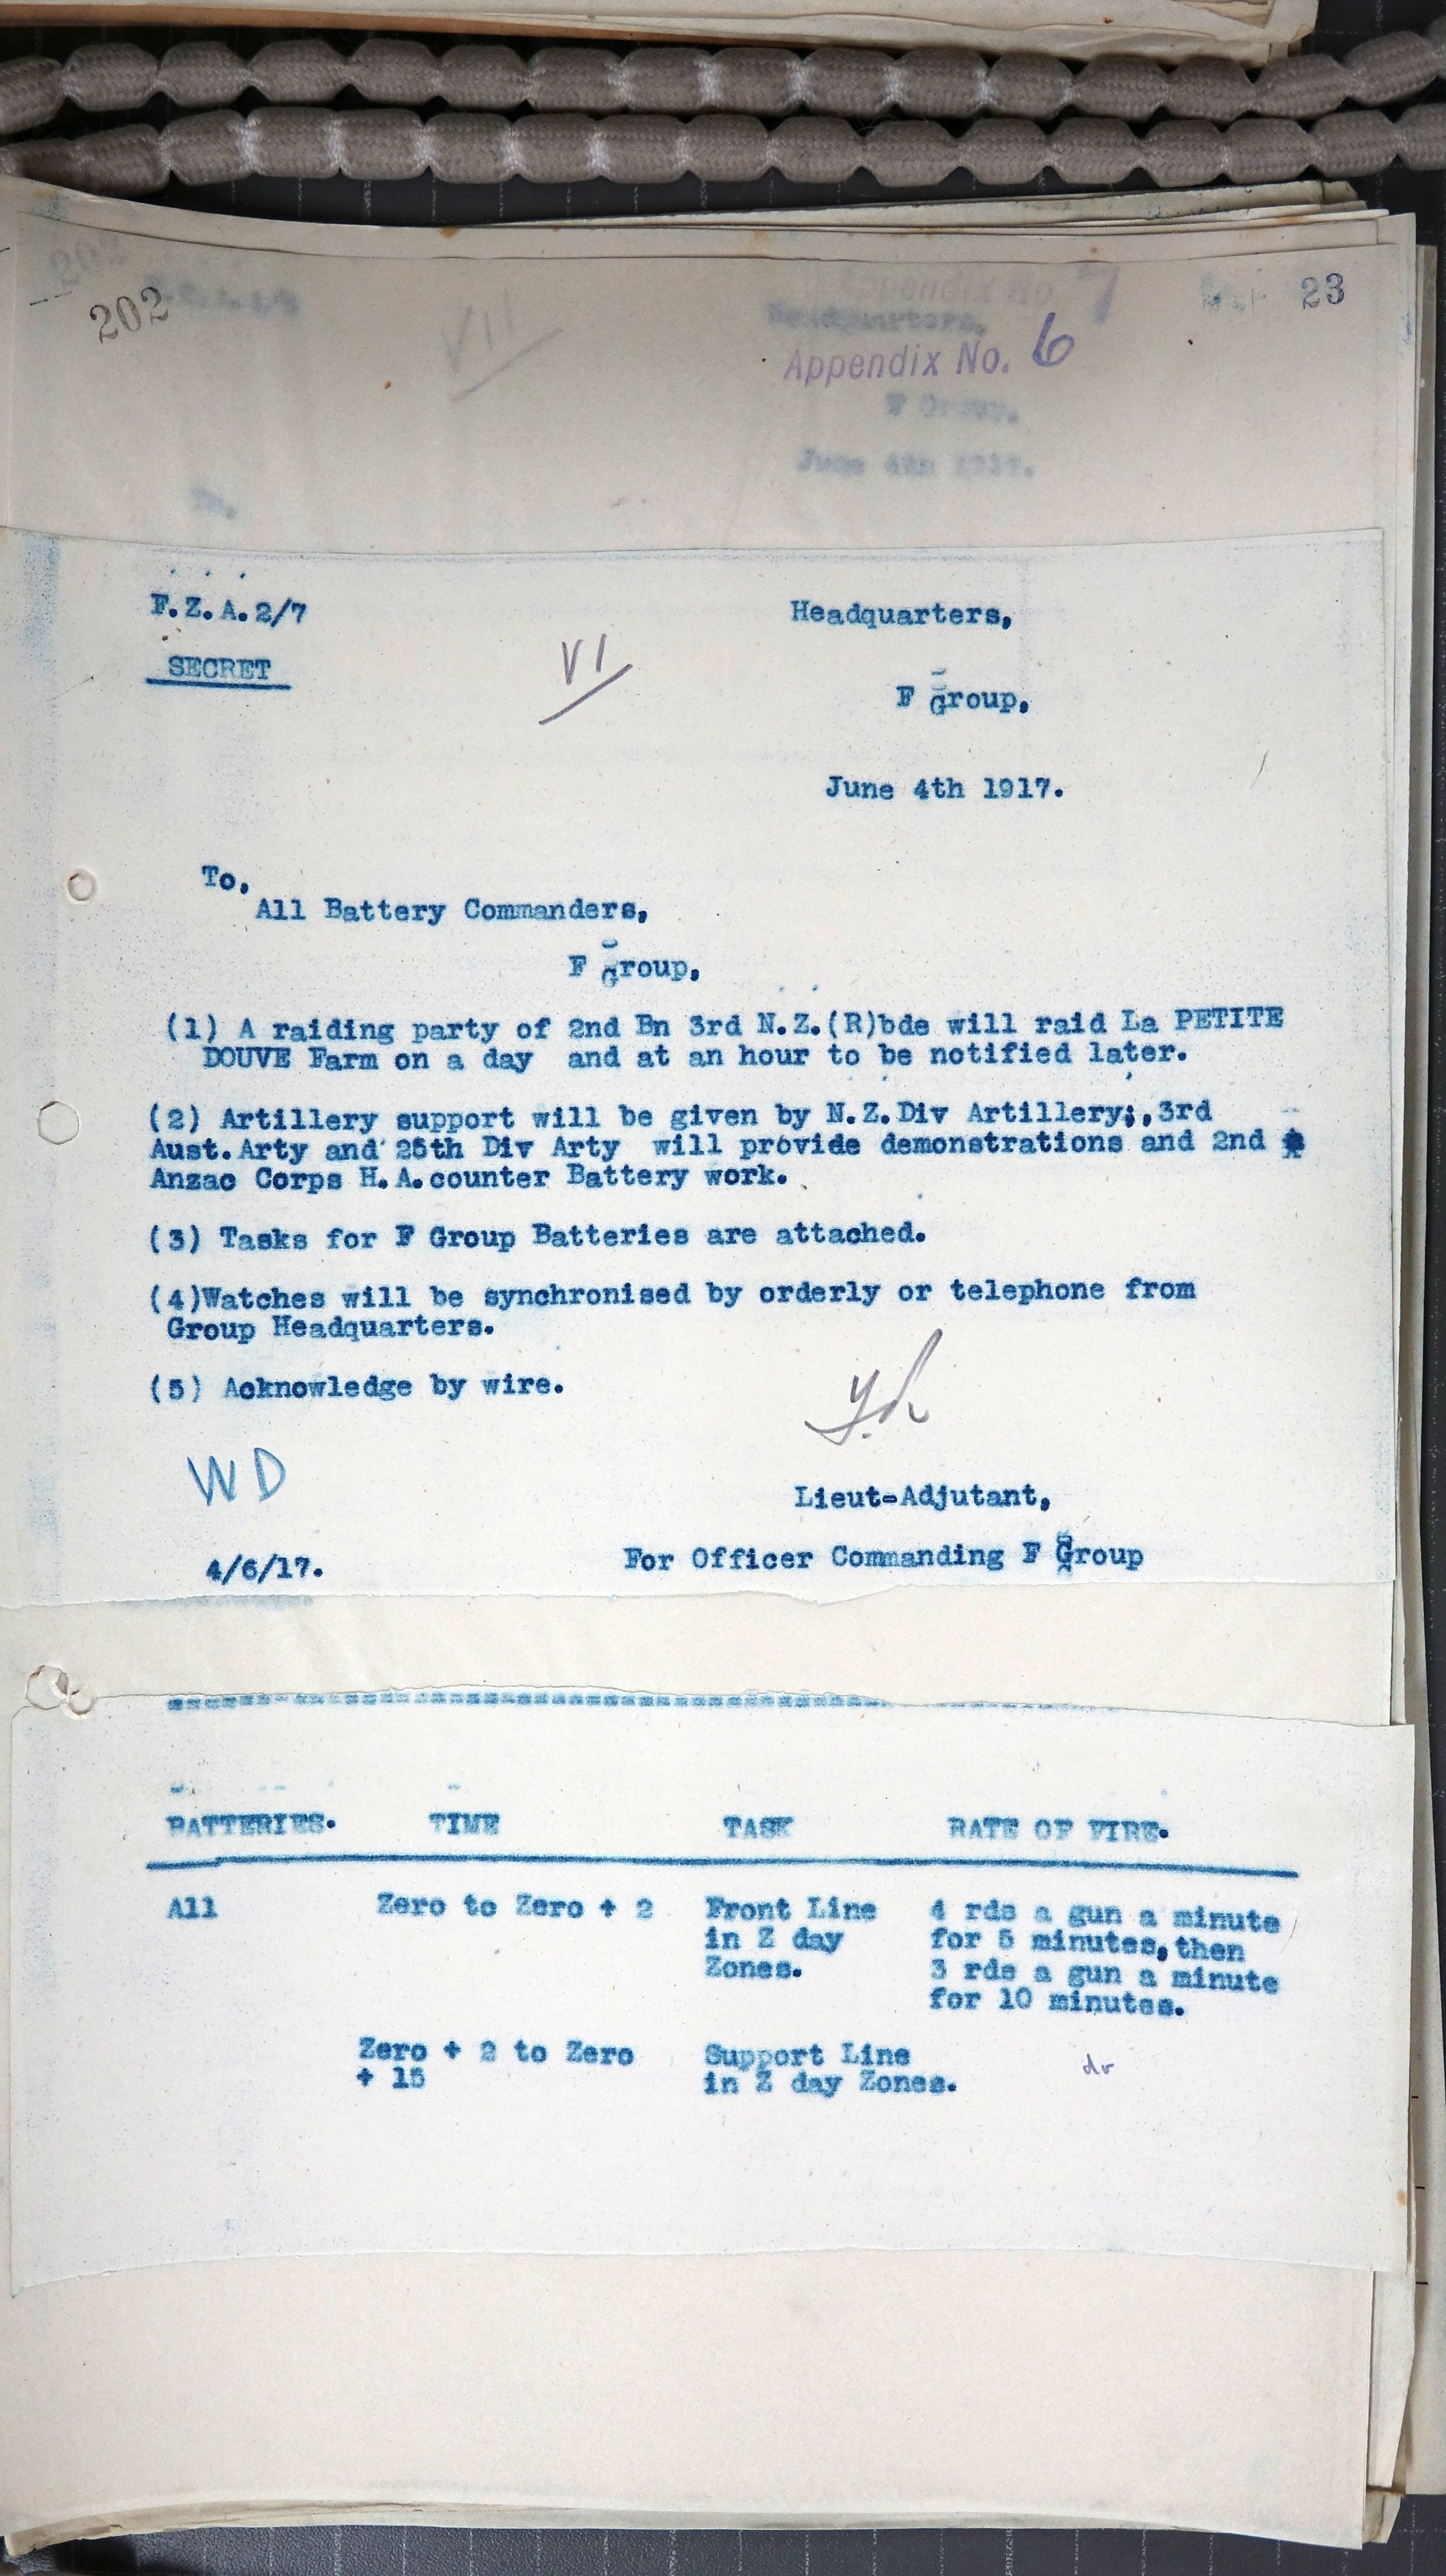 202
23
Appendix No. 6
F.Z.A.2/7
Headquarters,
SECRET
VI
F Group,
June 4th 1917.
To,
All Battery Commanders,
F Group,
(1) A raiding party of 2nd Bn 3rd N.Z.(R)bde will raid La PETITE
DOUVE Farm on a day and at an hour to be notified later.
(2) Artillery support will be given by N.Z.Div Artillery;,3rd
Aust.Arty and 25th Div Arty will provide demonstrations and 2nd
Anzac Corps H.A.counter Battery work.
(3) Tasks for F Group Batteries are attached.
(4)Watches will be synchronised by orderly or telephone from
Group Headquarters.
(5) Acknowledge by wire.
WD
Lieut-Adjutant,
4/6/17.
For Officer Commanding F Group
BATTERIES. TIME TASK RATE OF FIRE.
All Zero to Zero + 2 Front Line 4 rds a gun a minute
in Z day for 5 minutes,then
Zones. 3 rds a gun a minute
for 10 minutes.
Zero + 2 to Zero Support Line do
+ 15 in Z day Zones.